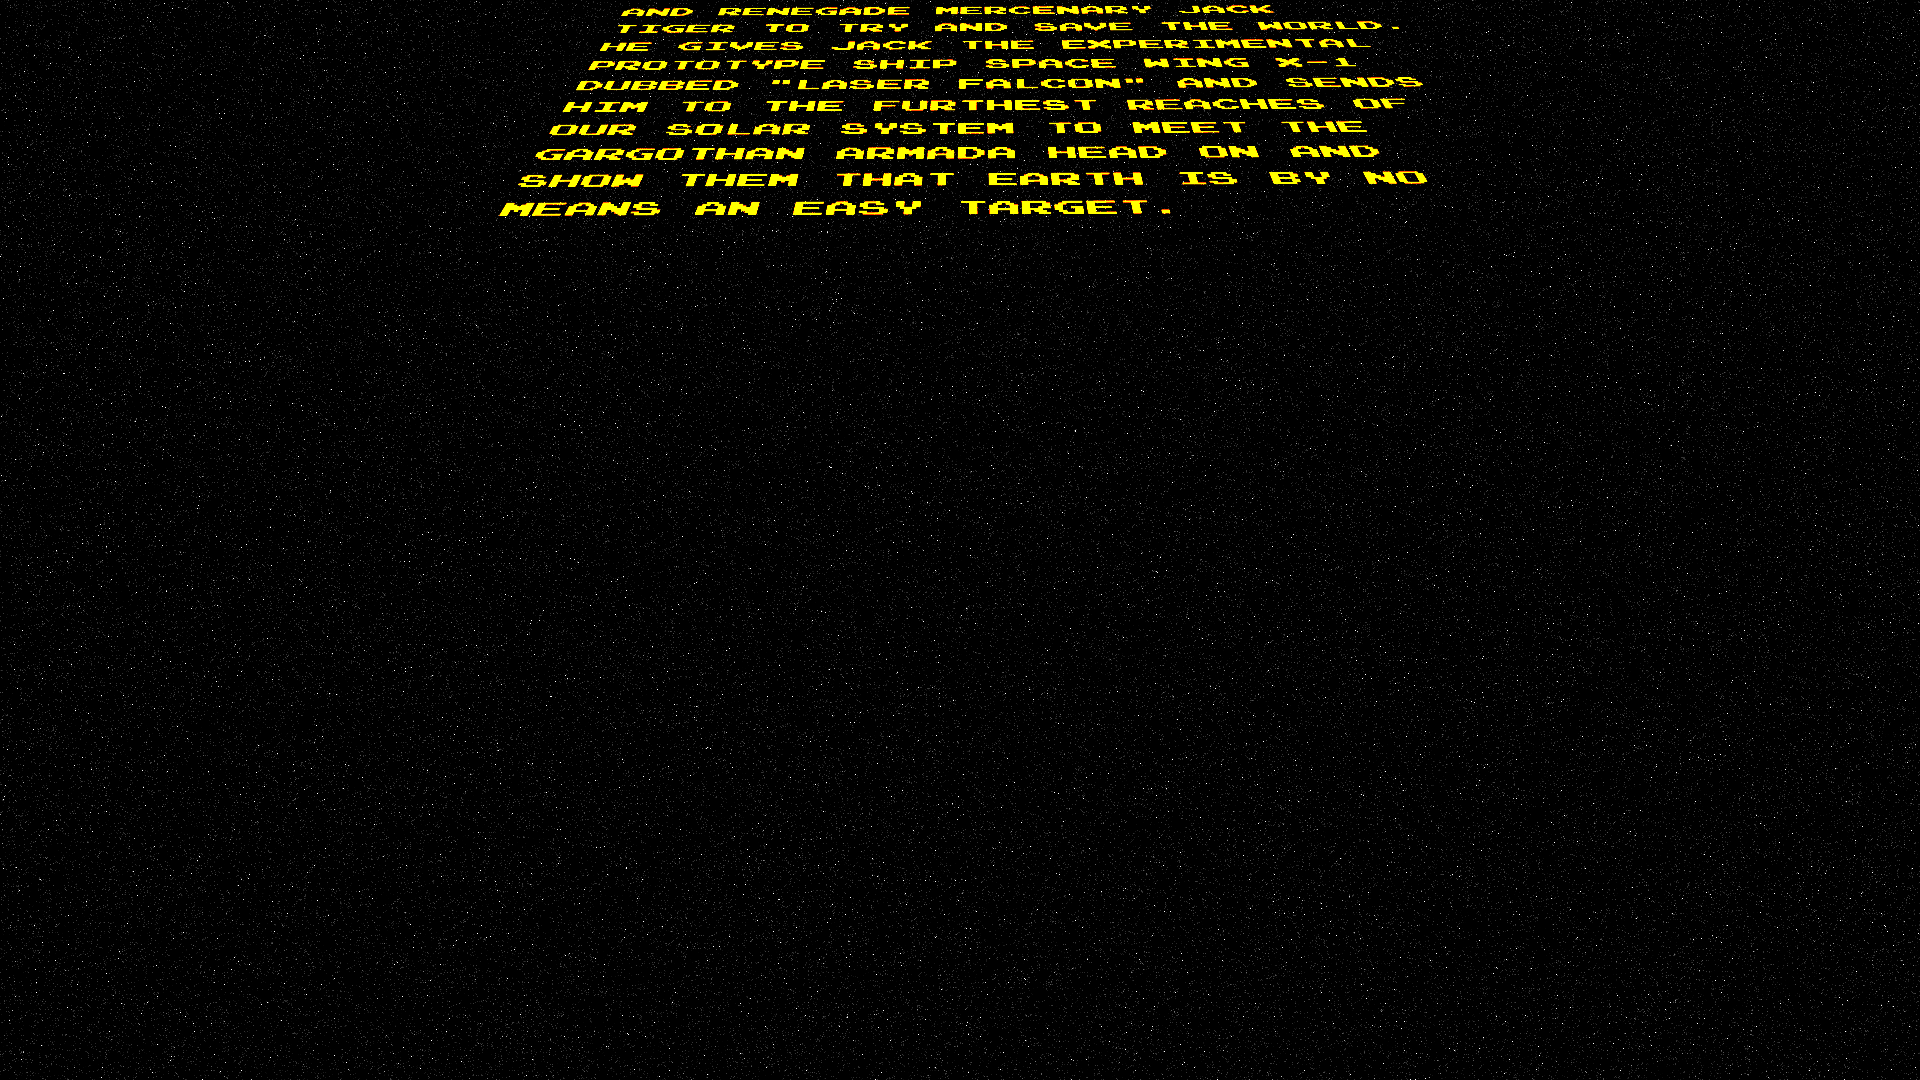 AND RENEGADE MERCENARY JACK
TIGER TO TRY AND SAVE THE WORLD.
HE GIVES JACK THE EXPERIMENTAL
PROTOTYPE SHIP SPACE WING X-1
DUBBED "LASER FALCON" AND SENDS
HIM TO THE FURTHEST REACHES OF
OUR SOLAR SYSTEM TO MEET THE
GARGOTHAN ARMADA HEAD ON AND
SHOW THEM THAT EARTH IS BY NO
MEANS AN EASY TARGET.